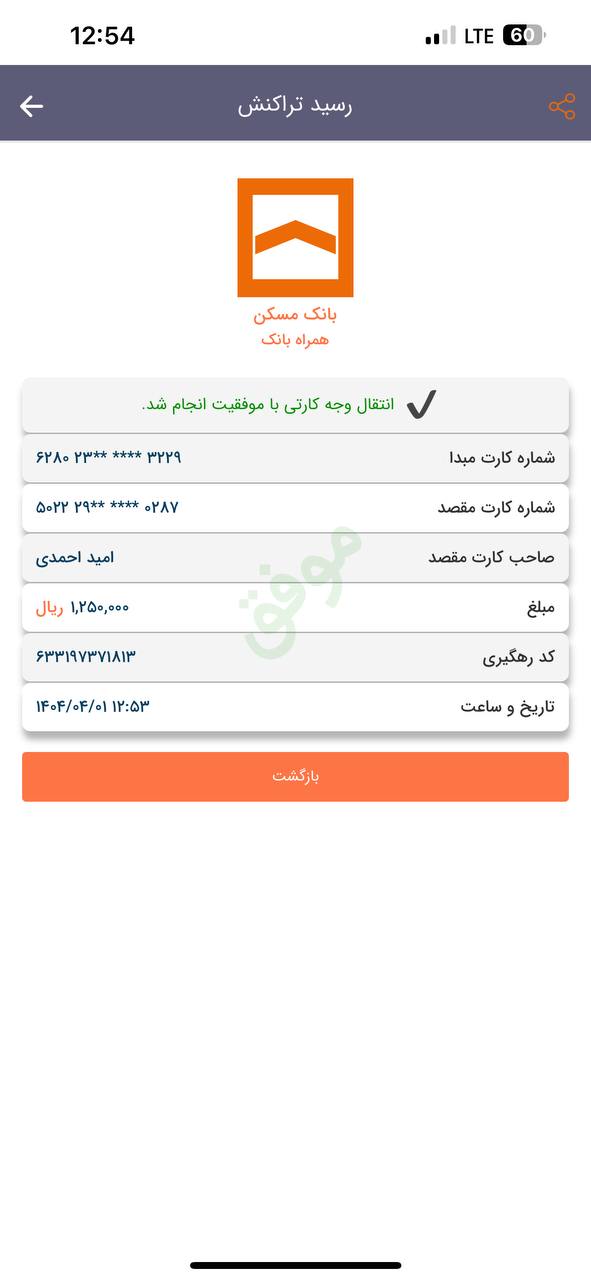 12:54
LTE 60
رسید تراکنش
بانک مسکن
همراه بانک
انتقال وجه کارتی با موفقیت انجام شد.
شماره کارت مبدا ۶۲۸۰ ۲۳** **** ۳۲۲۹
شماره کارت مقصد ۵۰۲۲ ۲۹** **** ۰۲۸۷
صاحب کارت مقصد امید احمدی
مبلغ ۱,۲۵۰,۰۰۰ ریال
کد رهگیری ۶۳۳۱۹۷۳۷۱۸۱۳
تاریخ و ساعت ۱۴۰۴/۰۴/۰۱ ۱۲:۵۳
موفق
بازگشت